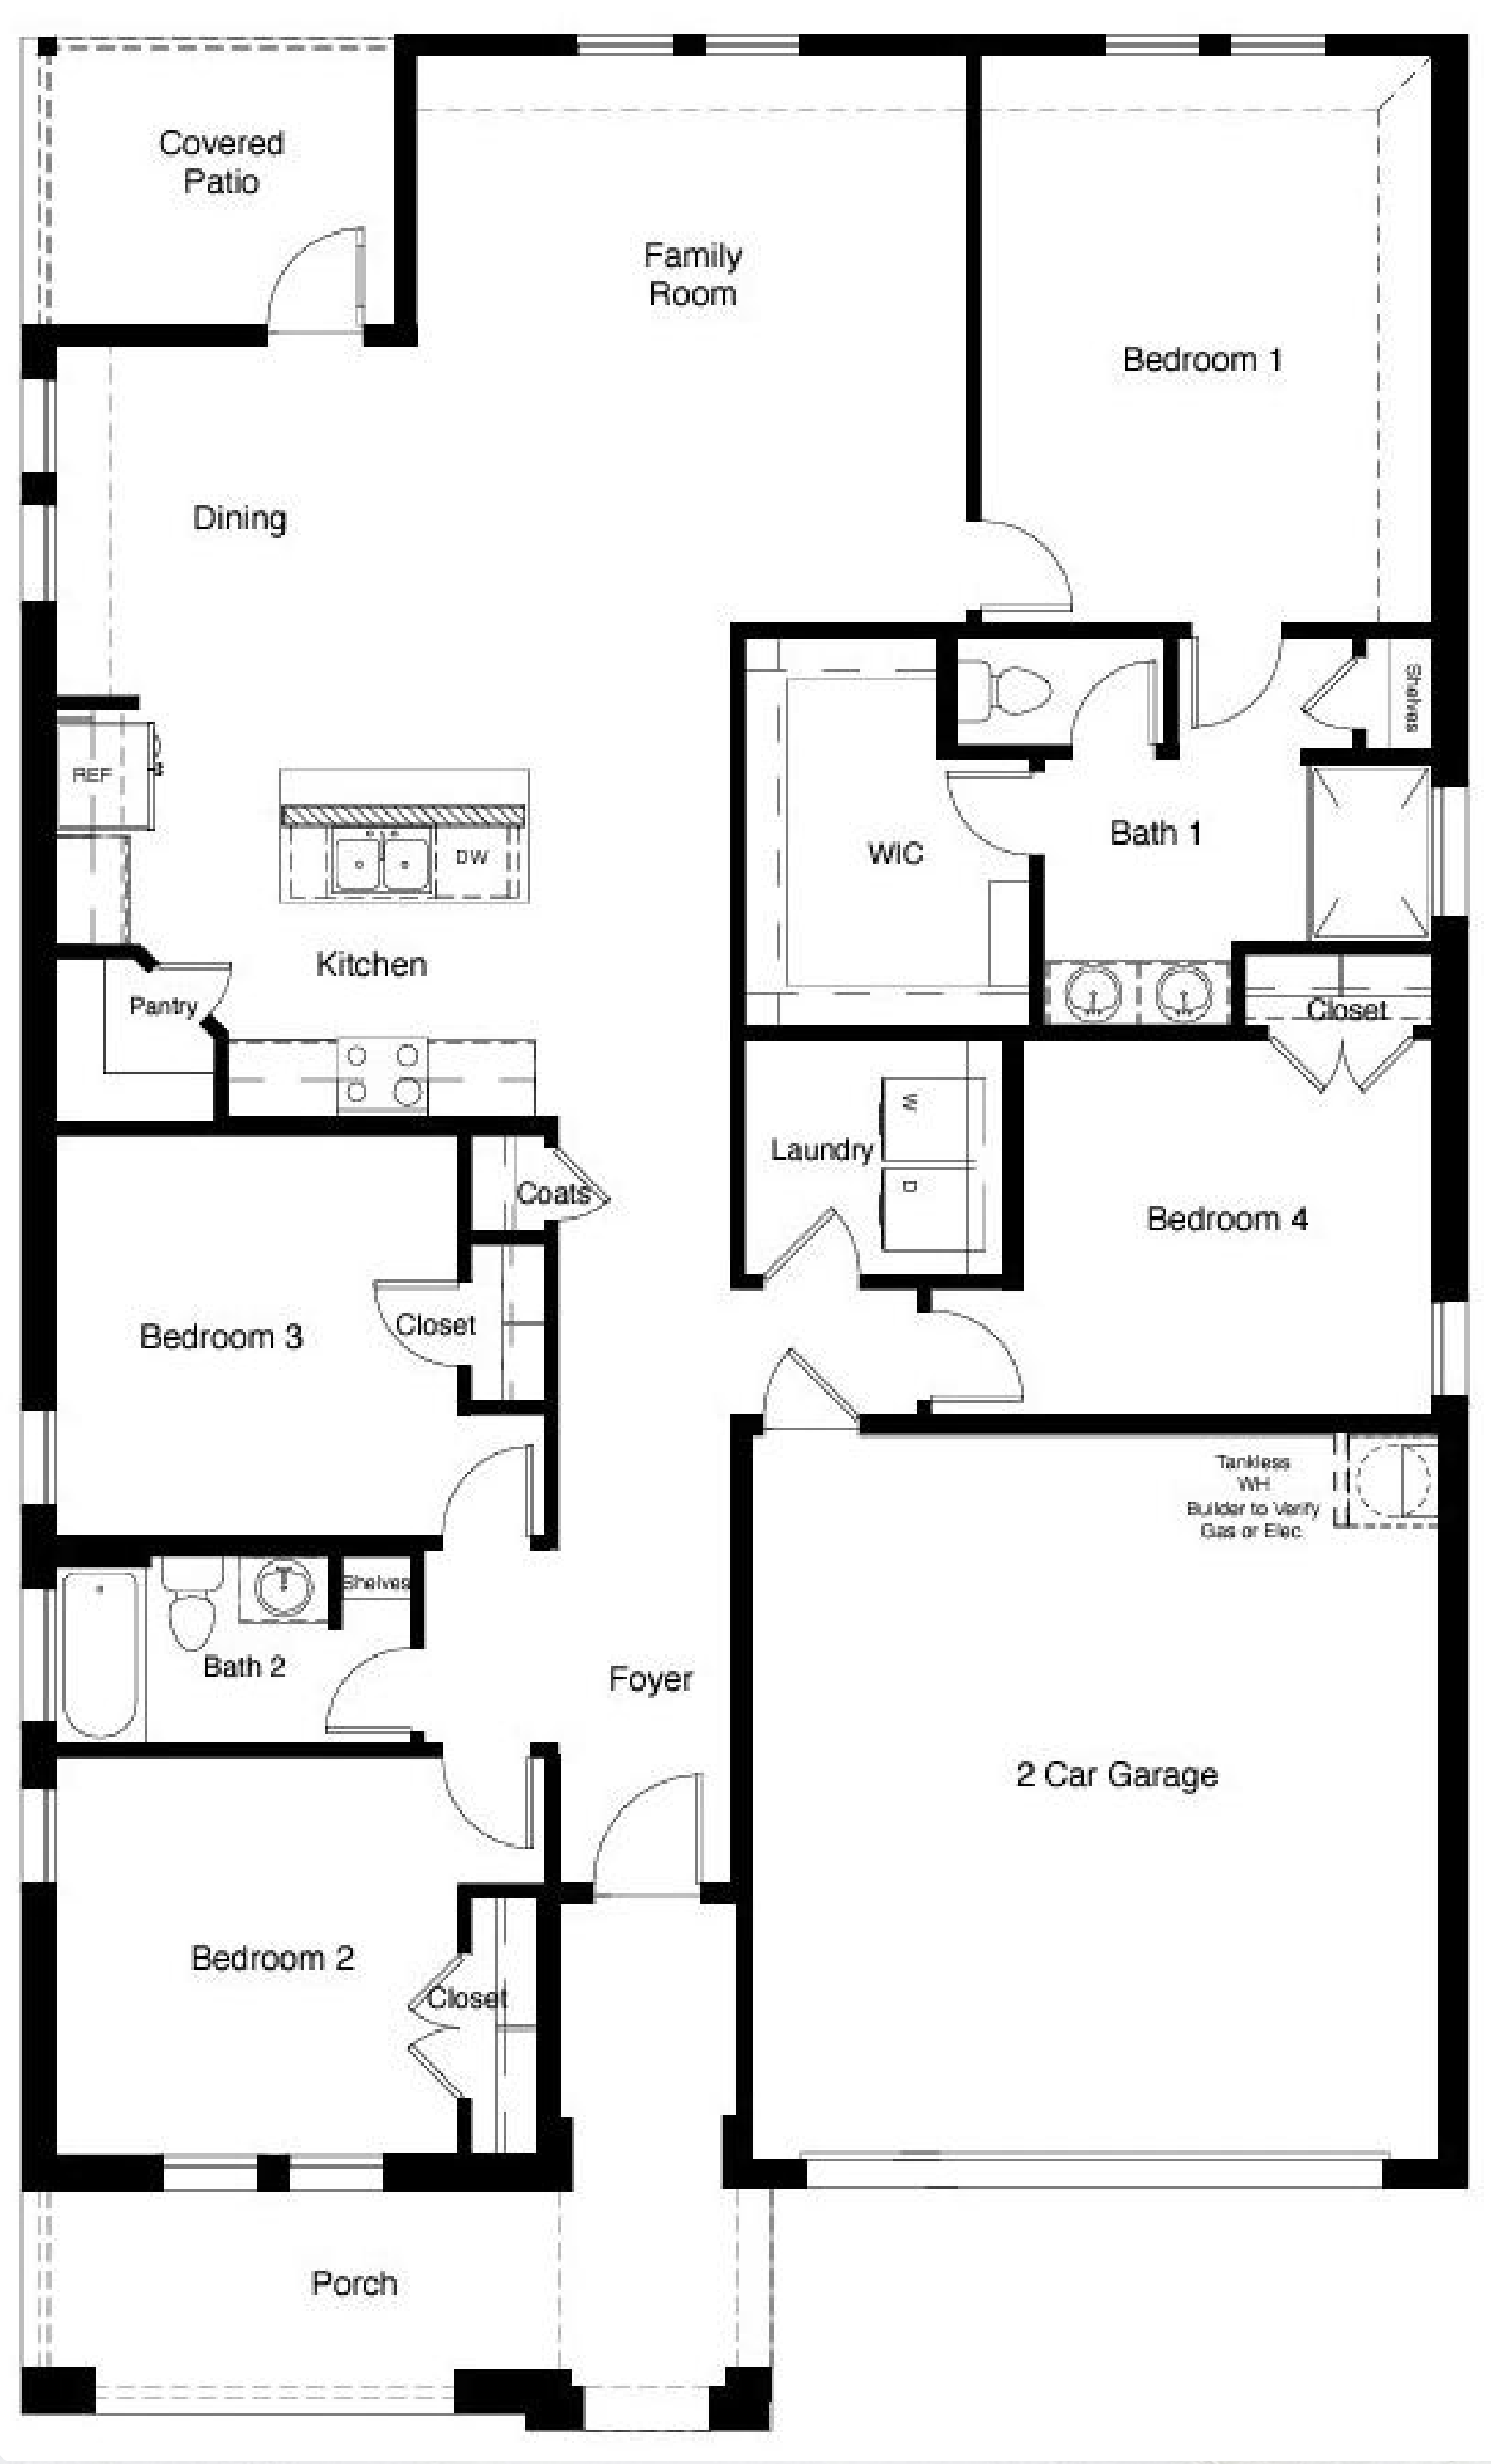 Covered
Patio
Family
Room
Bedroom 1
Dining
Shelves
REF
DW
WIC
Bath 1
Kitchen
Pantry
Closet
W
Laundry
D
Coats
Bedroom 4
Closet
Bedroom 3
Tankless
WH
Builder to Verify
Gas or Elec
Shelves
Bath 2
Foyer
2 Car Garage
Bedroom 2
Closet
Porch